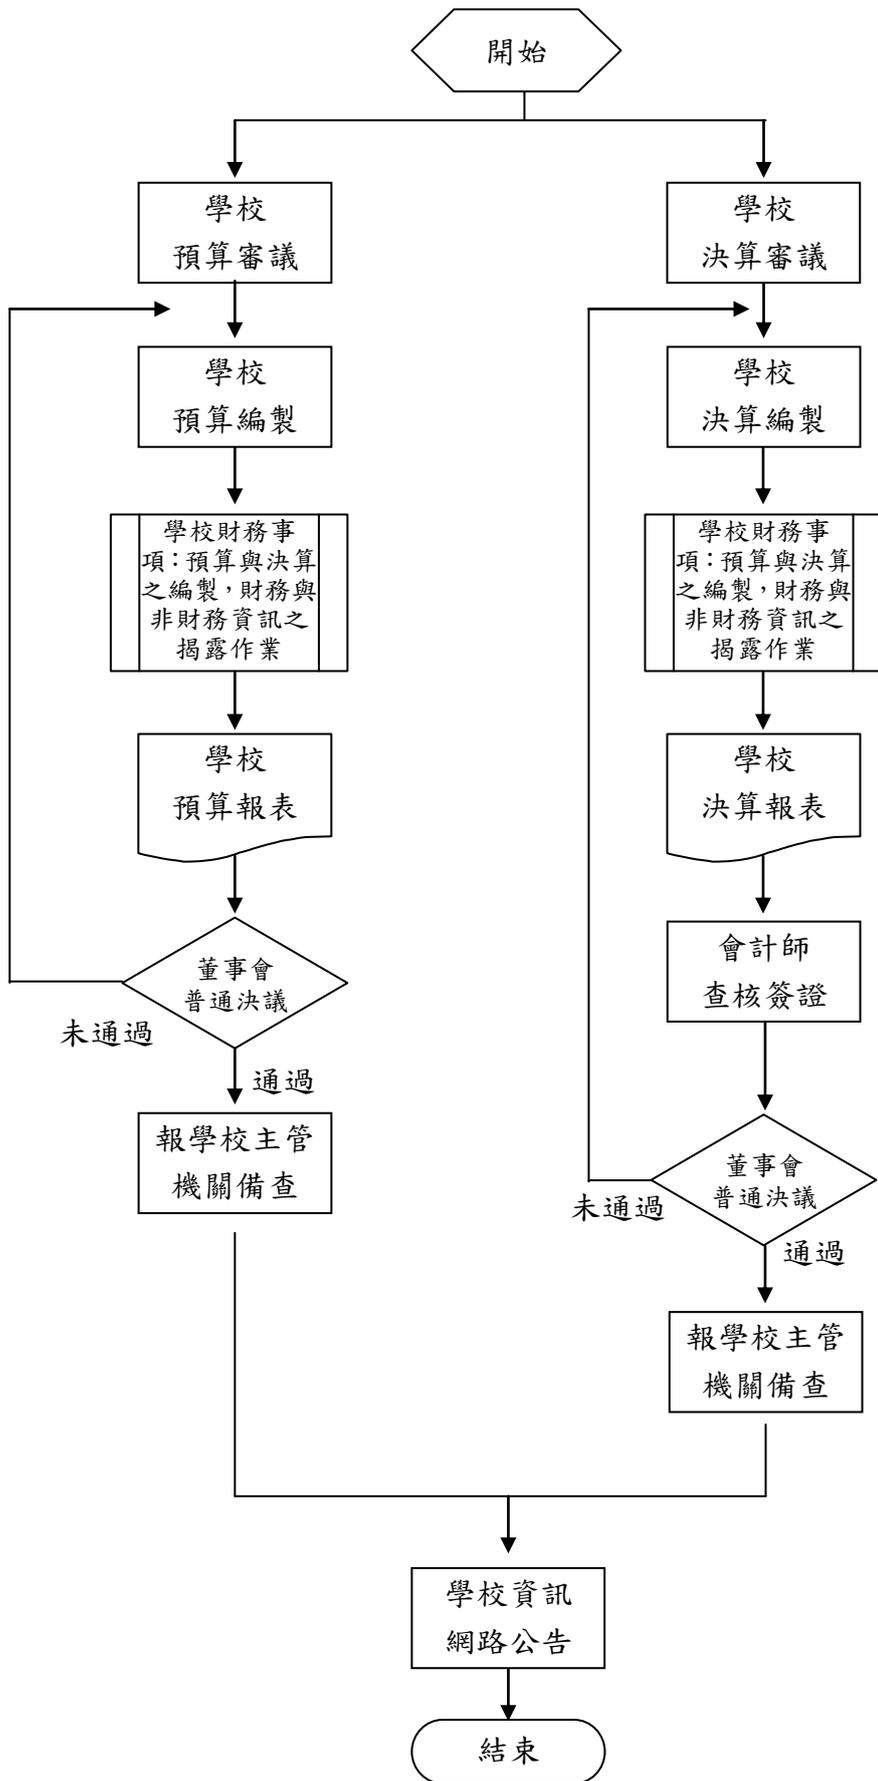 開始
學校
預算審議
學校
預算編製
學校財務事
項：預算與決算
之編製，財務與
非財務資訊之
揭露作業
學校
預算報表
董事會
普通決議
未通過
通過
報學校主管
機關備查
學校
決算審議
學校
決算編製
學校財務事
項：預算與決算
之編製，財務與
非財務資訊之
揭露作業
學校
決算報表
會計師
查核簽證
董事會
普通決議
未通過
通過
報學校主管
機關備查
學校資訊
網路公告
結束